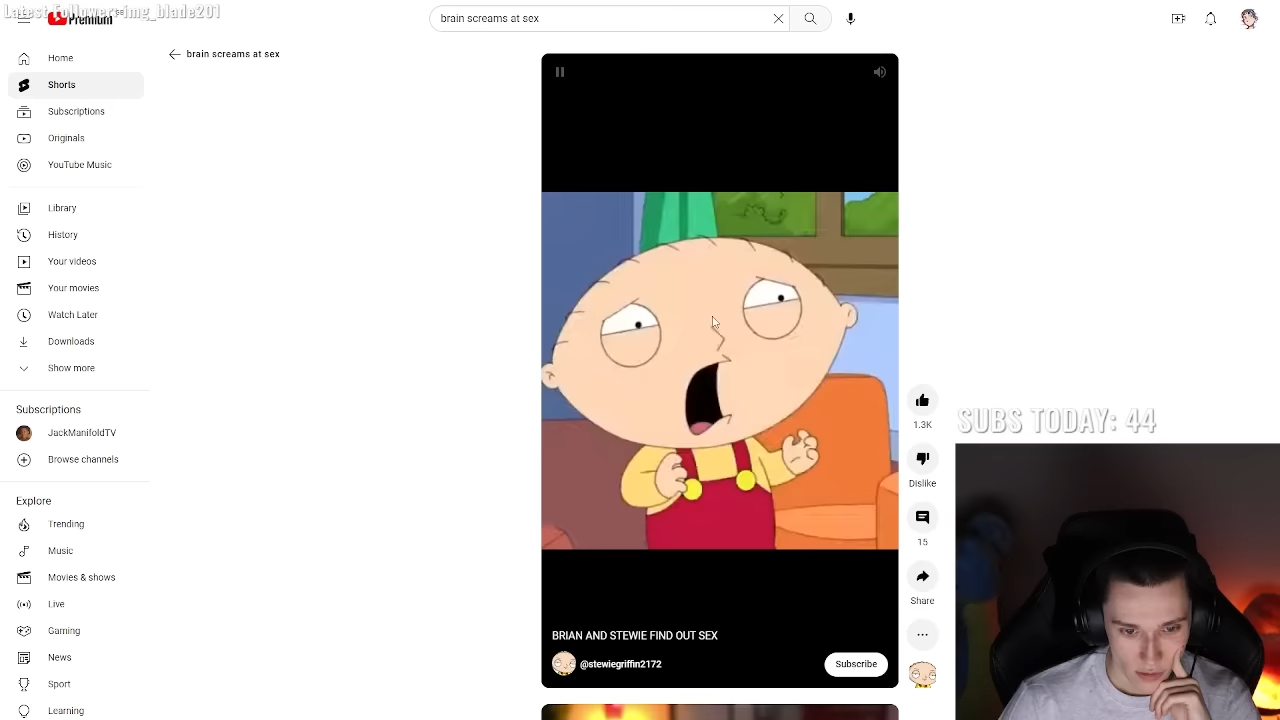 Latest Follower: img_blade201
Premium
brain screams at sex
brain screams at sex
Home
Shorts
Subscriptions
Originals
YouTube Music
Library
History
Your videos
Your movies
Watch Later
Downloads
Show more
Subscriptions
JackManifoldTV
Browse channels
Explore
Trending
Music
Movies & shows
Live
Gaming
News
Sport
Learning
1.3K
Dislike
15
Share
BRIAN AND STEWIE FIND OUT SEX
@stewiegriffin2172
Subscribe
SUBS TODAY: 44